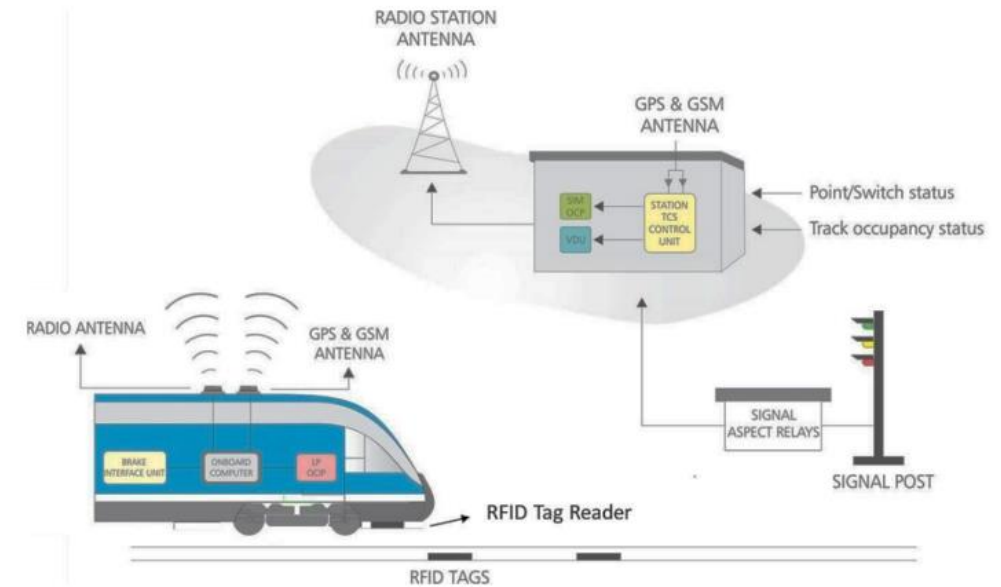 RADIO STATION
ANTENNA
GPS & GSM
ANTENNA
Point/Switch status
SIM
OCP
STATION
TCS
CONTROL
UNIT
VDU
Track occupancy status
RADIO ANTENNA
GPS & GSM
ANTENNA
SIGNAL
ASPECT RELAYS
BRAKE
INTERFACE UNIT
ONBOARD
COMPUTER
LP
OCIP
SIGNAL POST
RFID Tag Reader
RFID TAGS